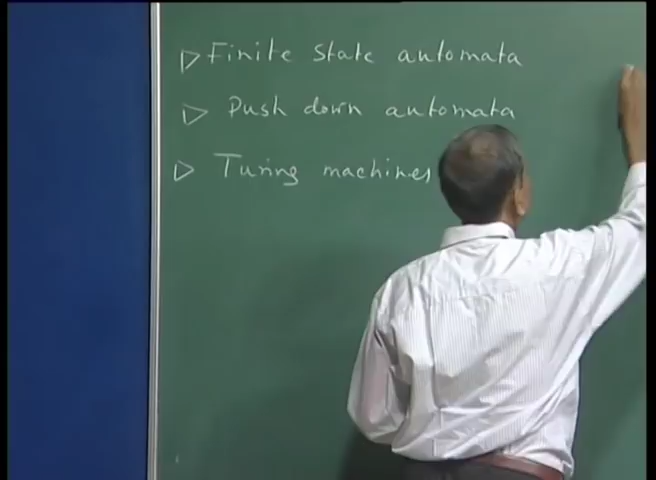 Finite state automata
Push down automata
Turing machines